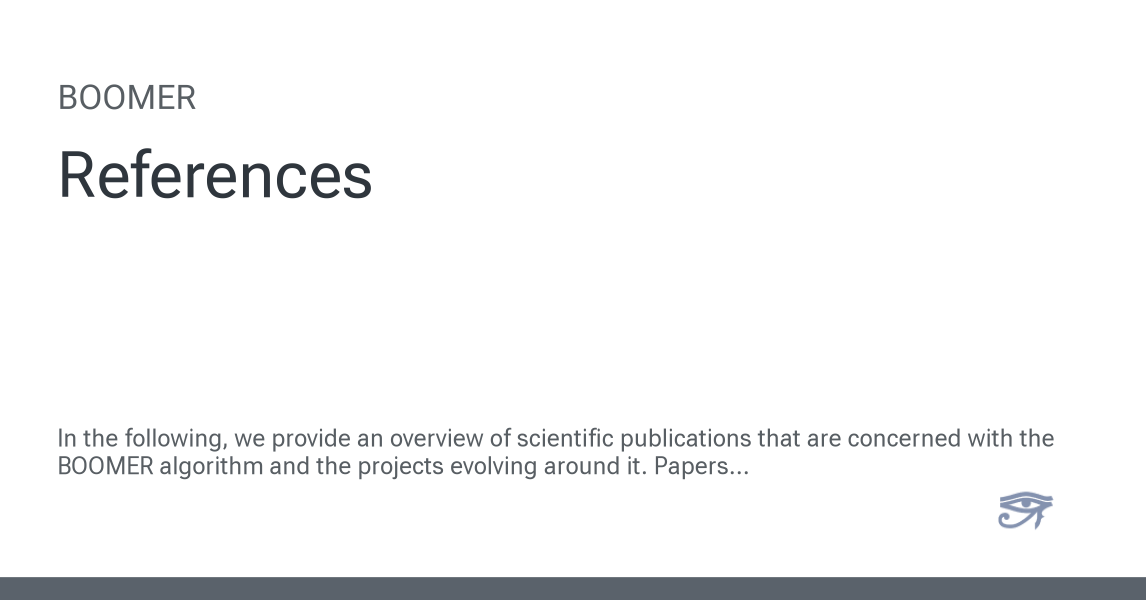 BOOMER
References
In the following, we provide an overview of scientific publications that are concerned with the
BOOMER algorithm and the projects evolving around it. Papers...